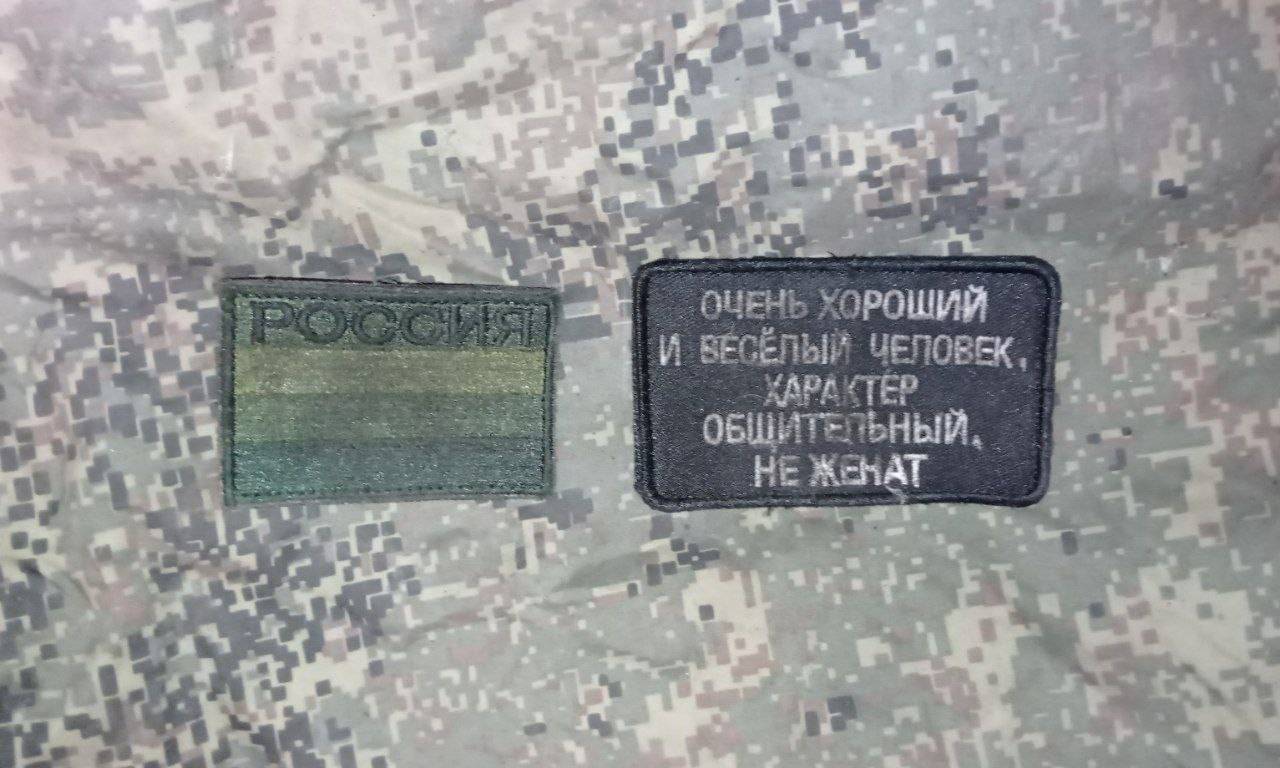 РОССИЯ
ОЧЕНЬ ХОРОШИЙ
И ВЕСЁЛЫЙ ЧЕЛОВЕК,
ХАРАКТЕР
ОБЩИТЕЛЬНЫЙ,
НЕ ЖЕНАТ